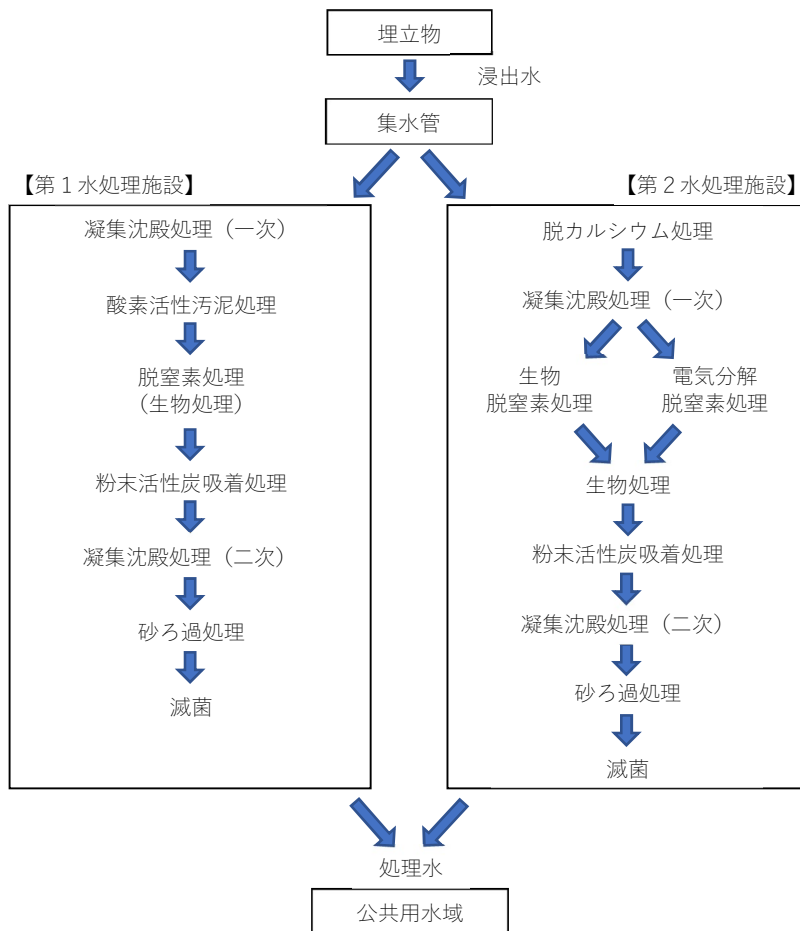 埋立物
浸出水
集水管
【第１水処理施設】
凝集沈殿処理（一次）
酸素活性汚泥処理
脱窒素処理
（生物処理）
粉末活性炭吸着処理
凝集沈殿処理（二次）
砂ろ過処理
滅菌
【第２水処理施設】
脱カルシウム処理
凝集沈殿処理（一次）
生物
脱窒素処理
電気分解
脱窒素処理
生物処理
粉末活性炭吸着処理
凝集沈殿処理（二次）
砂ろ過処理
滅菌
処理水
公共用水域